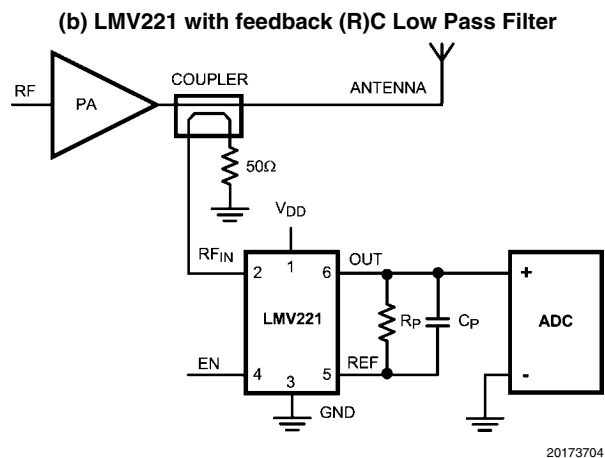 (b) LMV221 with feedback (R)C Low Pass Filter
RF
PA
COUPLER
ANTENNA
50Ω
VDD
RFIN
OUT
2
1
6
LMV221
RP
CP
+
ADC
-
EN
4
3
5
REF
GND
20173704